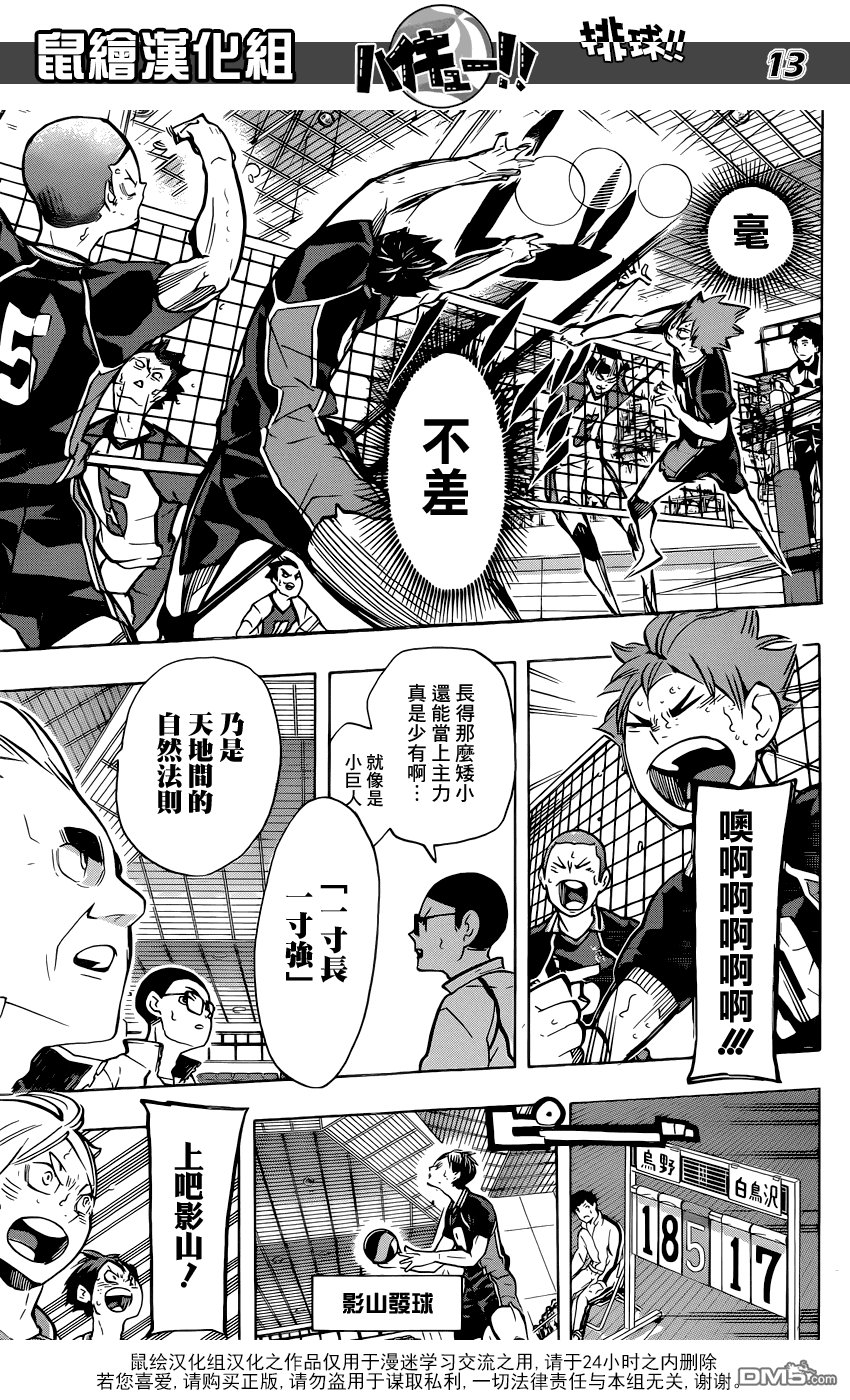 鼠繪漢化組
ハイキュー!!
排球!!
13
毫
不差
5
5
噢啊啊啊啊啊!!!
長得那麼矮小
還能當上主力
真是少有啊…
就像是
小巨人
「一寸長
一寸強」
乃是
天地間的
自然法則
烏野
白鳥沢
18
5
17
影山發球
上吧影山!
鼠绘汉化组汉化之作品仅用于漫迷学习交流之用, 请于24小时之内删除
若您喜爱, 请购买正版, 请勿盗用于谋取私利, 一切法律责任与本组无关, 谢谢。
DM5.com